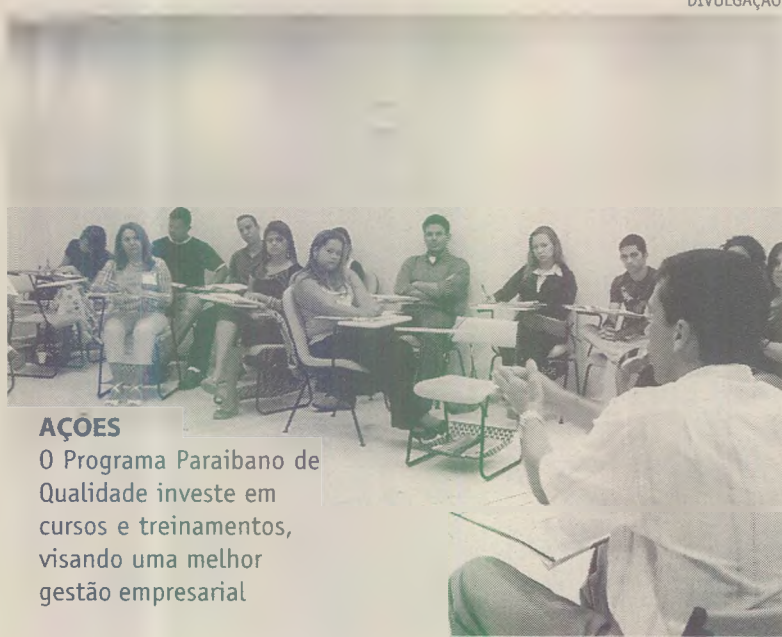 DIVULGAÇÃO
AÇÕES
O Programa Paraibano de
Qualidade investe em
cursos e treinamentos,
visando uma melhor
gestão empresarial